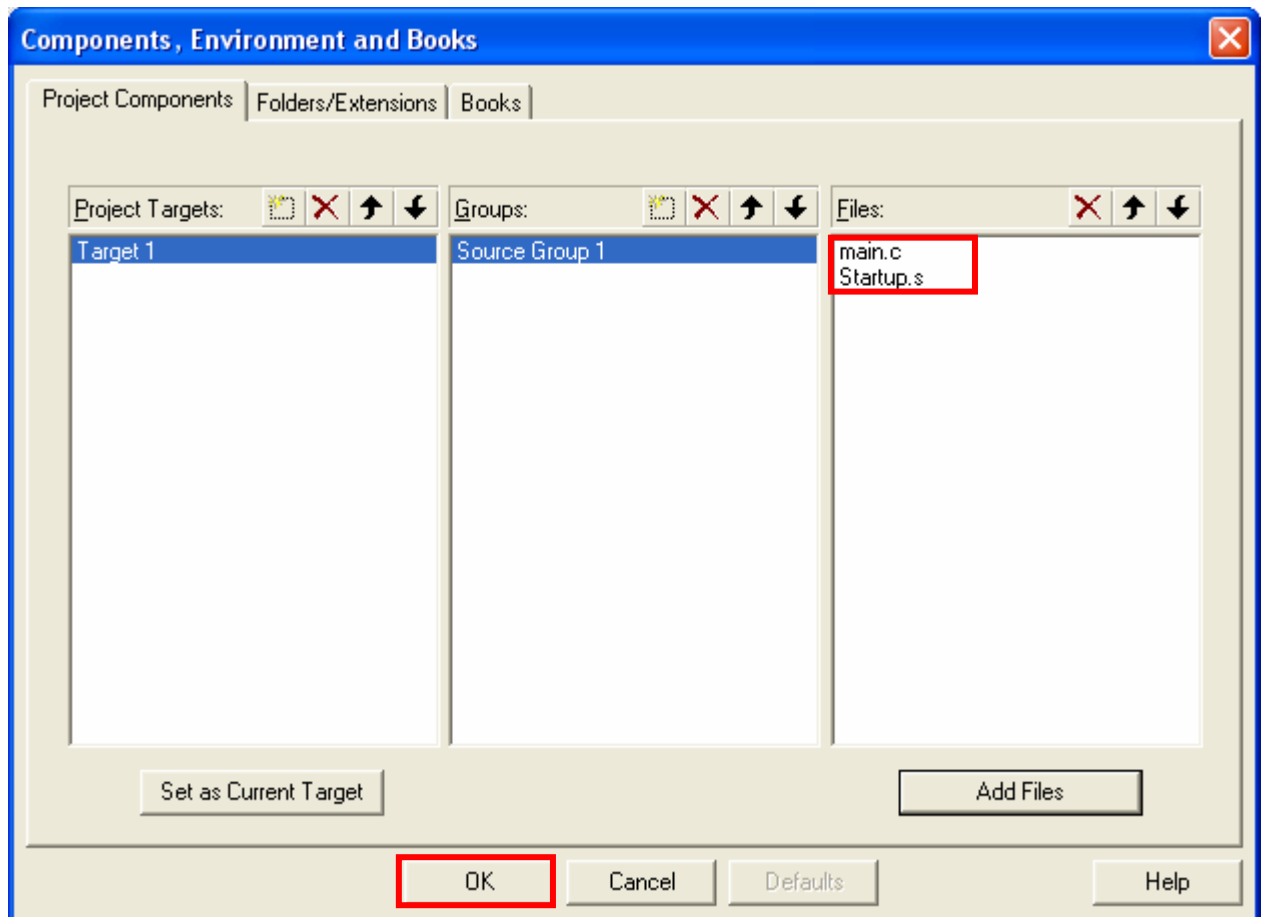 Components, Environment and Books
Project Components Folders/Extensions Books
Project Targets: Groups: Files:
Target 1 Source Group 1 main.c
Startup.s
Set as Current Target Add Files
OK Cancel Defaults Help